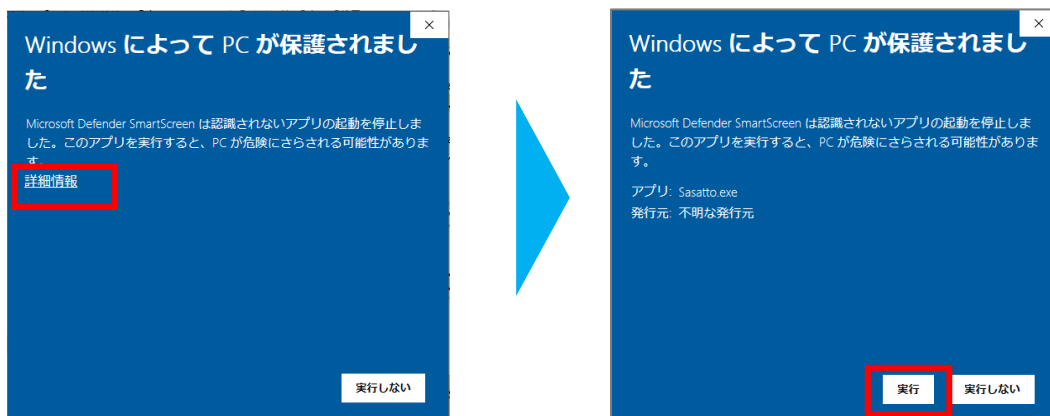 Windows によって PC が保護されまし
た
Microsoft Defender SmartScreen は認識されないアプリの起動を停止しま
した。このアプリを実行すると、PC が危険にさらされる可能性がありま
す。
詳細情報
実行しない
Windows によって PC が保護されまし
た
Microsoft Defender SmartScreen は認識されないアプリの起動を停止しま
した。このアプリを実行すると、PC が危険にさらされる可能性がありま
す。
アプリ: Sasatto.exe
発行元: 不明な発行元
実行 実行しない